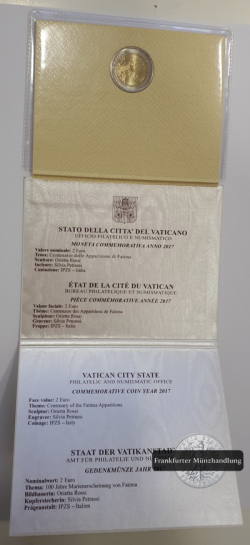 STATO DELLA CITTA' DEL VATICANO
UFFICIO FILATELICO E NUMISMATICO
MONETA COMMEMORATIVA ANNO 2017
Valore nominale: 2 Euro
Tema: Centenario delle Apparizioni di Fatima
Scultore: Orietta Rossi
Incisore: Silvia Petrassi
Coniazione: IPZS – Italia
ÉTAT DE LA CITÉ DU VATICAN
BUREAU PHILATELIQUE ET NUMISMATIQUE
PIÈCE COMMEMORATIVE ANNÉE 2017
Valeur faciale: 2 Euro
Thème: Centenaire des Apparitions de Fatima
Sculpteur: Orietta Rossi
Graveur: Silvia Petrassi
Frappe: IPZS – Italie
VATICAN CITY STATE
PHILATELIC AND NUMISMATIC OFFICE
COMMEMORATIVE COIN YEAR 2017
Face value: 2 Euro
Theme: Centenary of the Fatima Apparitions
Sculptor: Orietta Rossi
Engraver: Silvia Petrassi
Coinage: IPZS – Italy
STAAT DER VATIKANSTADT
AMT FÜR PHILATELIE UND
GEDENKMÜNZE JAHR
Nominalwert: 2 Euro
Thema: 100 Jahre Marienerscheinung von Fatima
Bildhauerin: Orietta Rossi
Kupferstecherin: Silvia Petrassi
Prägeanstalt: IPZS – Italien
Frankfurter Münzhandlung